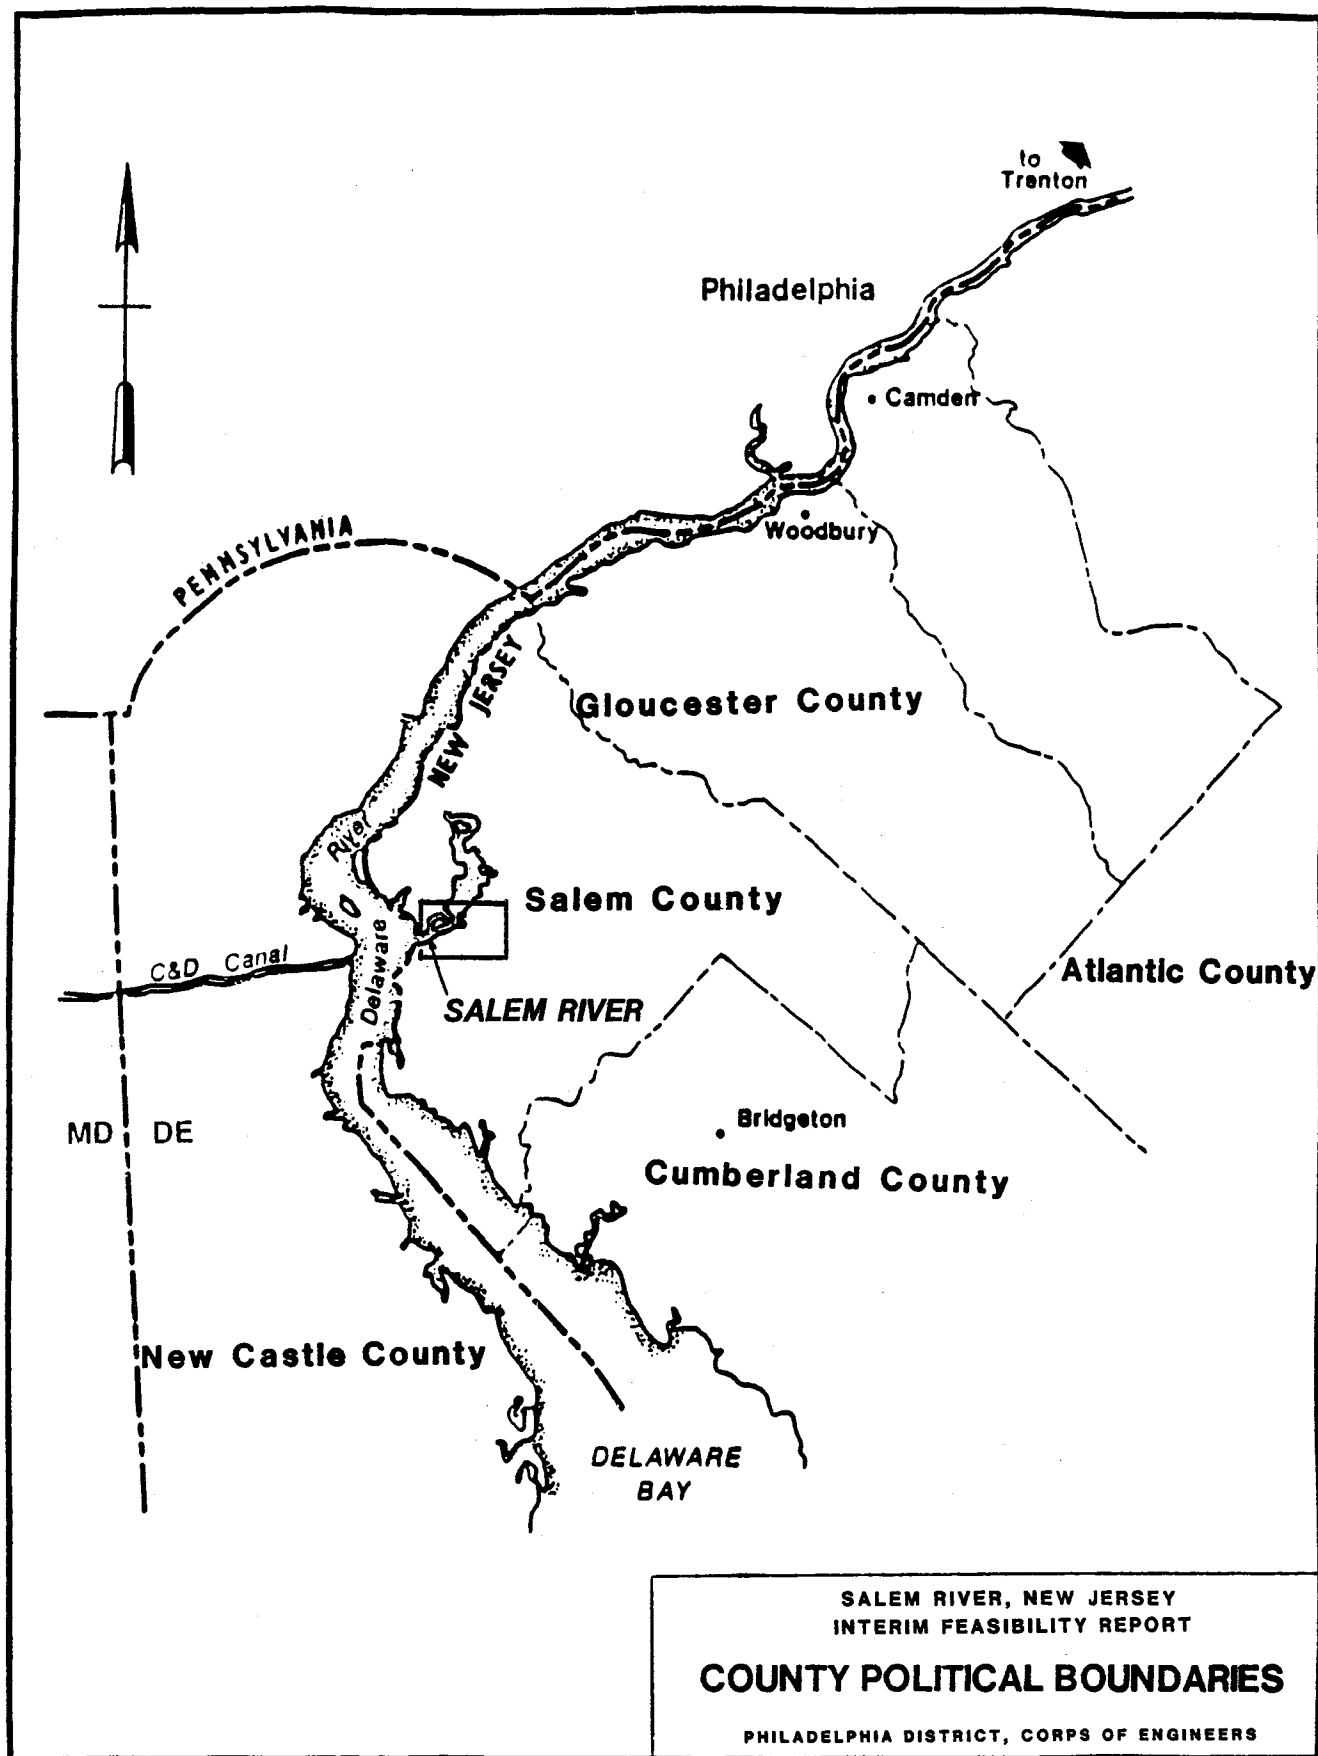 to
Trenton
Philadelphia
Camden
Woodbury
PENNSYLVANIA
NEW JERSEY
Gloucester County
River
Salem County
Delaware
C&D Canal
Atlantic County
SALEM RIVER
MD DE
Bridgeton
Cumberland County
New Castle County
DELAWARE
BAY
SALEM RIVER, NEW JERSEY
INTERIM FEASIBILITY REPORT
COUNTY POLITICAL BOUNDARIES
PHILADELPHIA DISTRICT, CORPS OF ENGINEERS